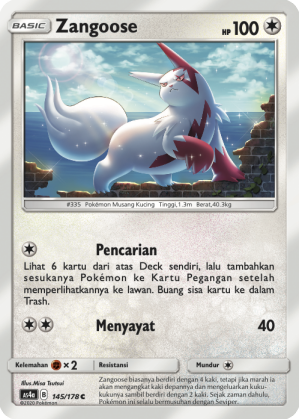 BASIC Zangoose HP 100
#335 Pokémon Musang Kucing Tinggi,1.3m Berat,40.3kg
Pencarian
Lihat 6 kartu dari atas Deck sendiri, lalu tambahkan
sesukanya Pokémon ke Kartu Pegangan setelah
memperlihatkannya ke lawan. Buang sisa kartu ke
dalam Trash.
Menyayat 40
Kelemahan × 2 Resistansi Mundur
Illus.Misa Tsutsui
AS4a B 145/178 C
©2020 Pokémon
Zangoose biasanya berdiri dengan 4 kaki, tetapi jika marah ia
akan berdiri dengan kaki belakangnya dan mengeluarkan kuku-
kukunya sambil berdiri dengan 2 kaki. Sejak zaman dahulu,
Pokémon ini selalu bermusuhan dengan Seviper.